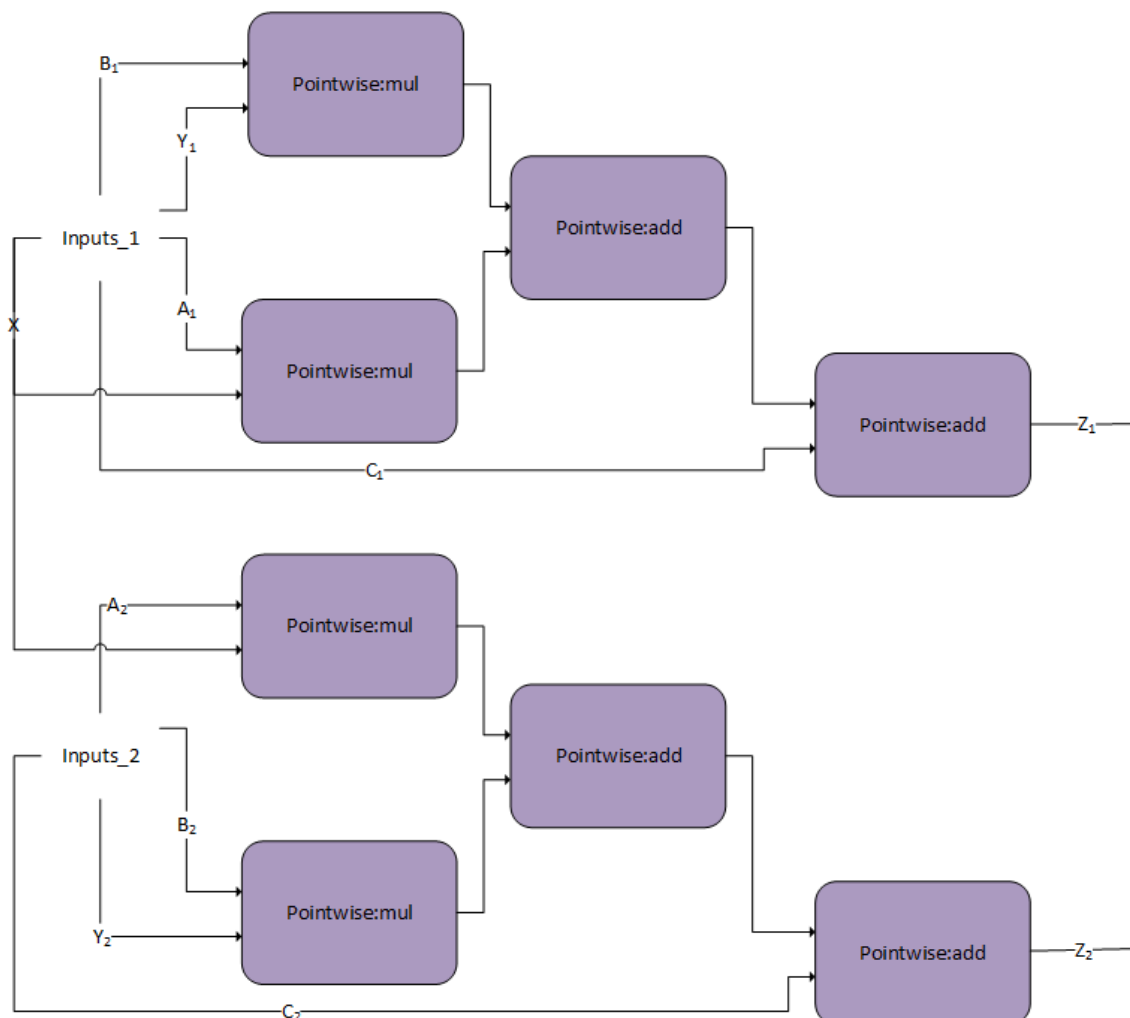 B₁
Pointwise:mul
Y₁
Pointwise:add
Inputs_1
A₁
X
Pointwise:mul
Pointwise:add
Z₁
C₁
A₂
Pointwise:mul
Inputs_2
Pointwise:add
B₂
Pointwise:mul
Y₂
Pointwise:add
Z₂
C₂